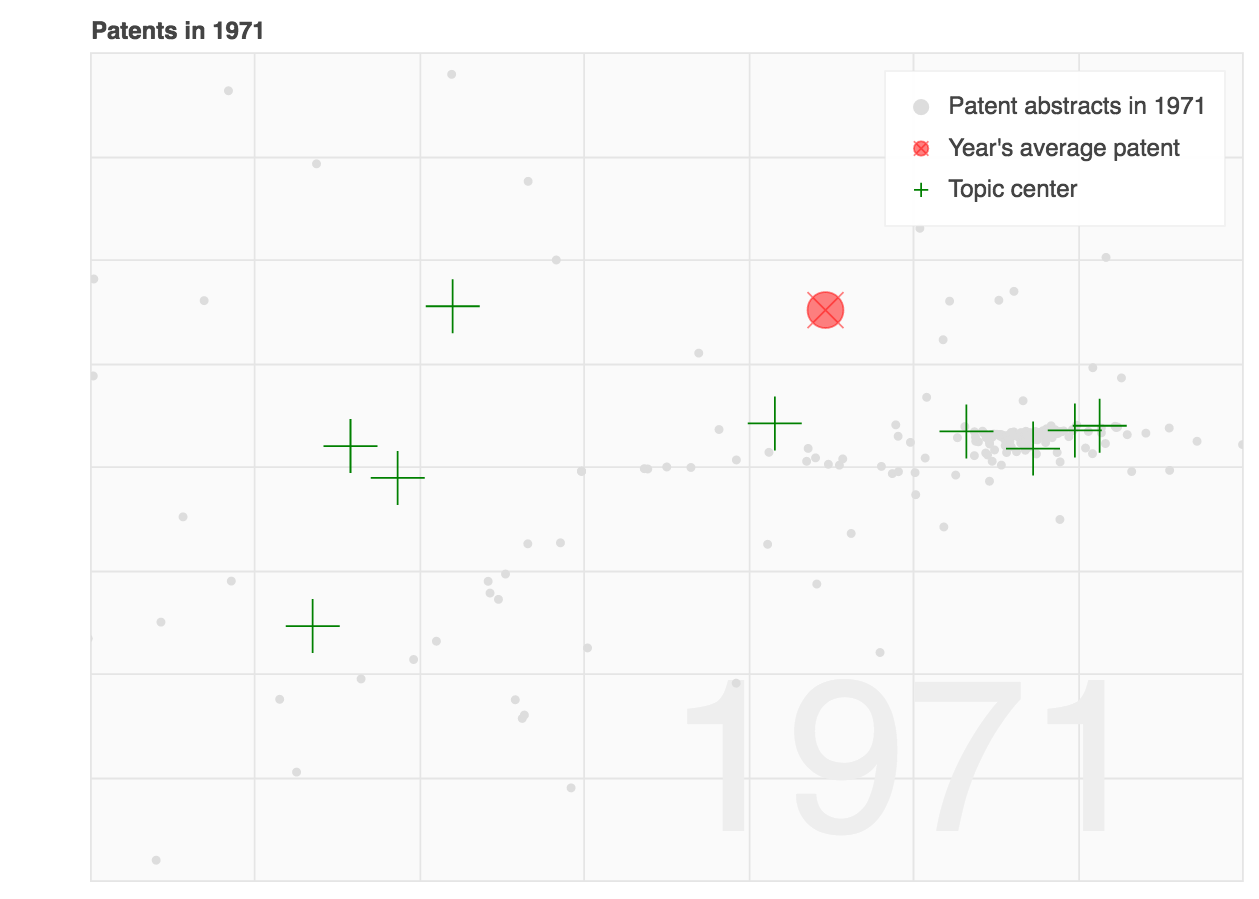 Patents in 1971
Patent abstracts in 1971
Year's average patent
Topic center
1971